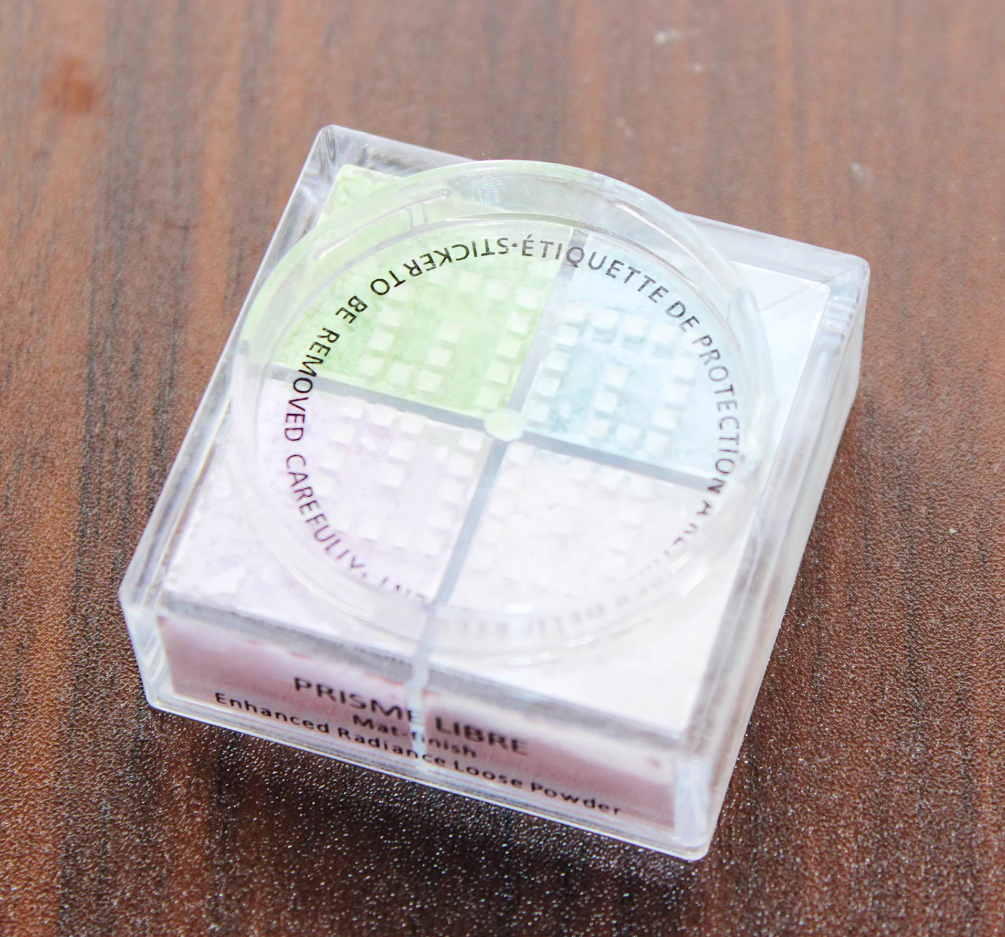 STICKER TO BE REMOVED CAREFULLY.
ÉTIQUETTE DE PROTECTION À
PRISME LIBRE
Mat-finish
Enhanced Radiance Loose Powder